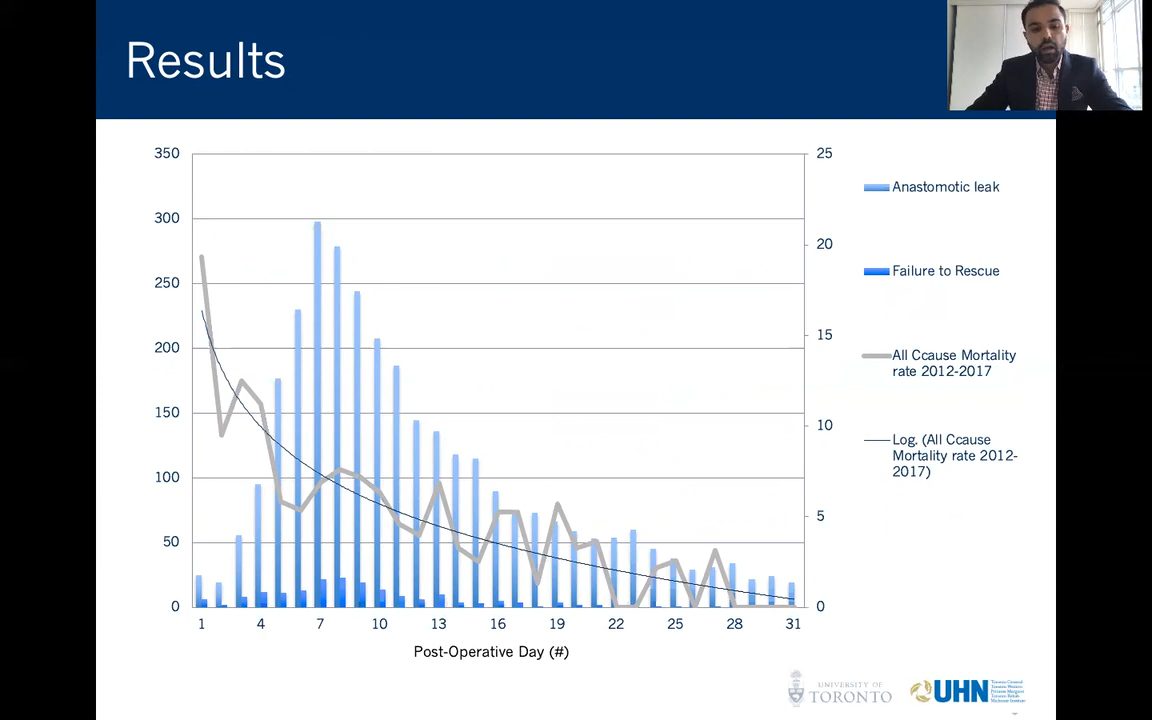 Results
350
300
250
200
150
100
50
0
25
20
15
10
5
0
1 4 7 10 13 16 19 22 25 28 31
Post-Operative Day (#)
Anastomotic leak
Failure to Rescue
All Ccause Mortality
rate 2012-2017
Log. (All Ccause
Mortality rate 2012-
2017)
UNIVERSITY OF
TORONTO
UHN